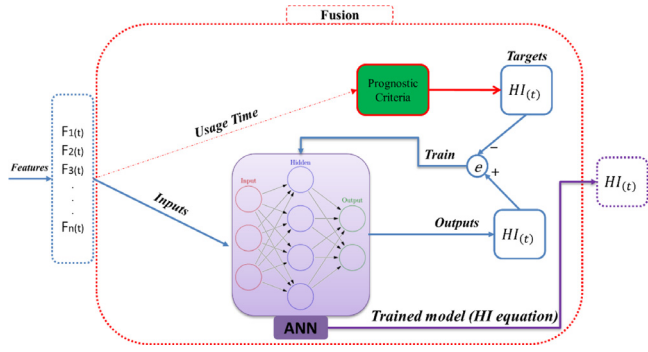 Fusion
Targets
Prognostic
Criteria
HI(t)
F1(t)
F2(t)
F3(t)
.
.
.
Fn(t)
Features
Usage Time
Train
−
e
+
HI(t)
Hidden
Input
Output
Inputs
Outputs
HI(t)
ANN
Trained model (HI equation)